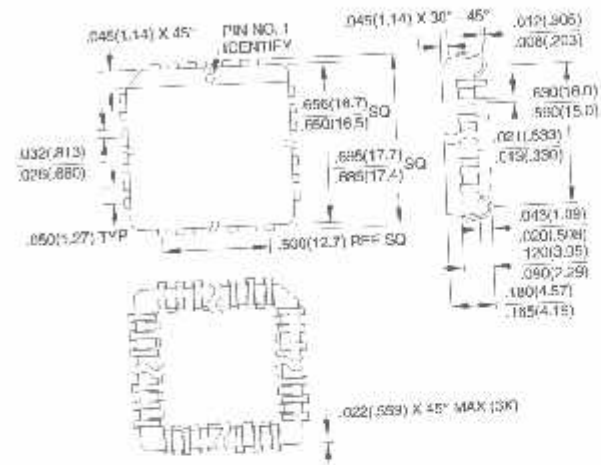 .045(1.14) X 45°
PIN NO. 1
IDENTIFY
.045(1.14) X 30° - 45°
.012(.305)
.008(.203)
.656(16.7)
.650(16.5)
SQ
.695(17.7)
.685(17.4)
SQ
.032(.813)
.026(.660)
.050(1.27) TYP
.500(12.7) REF SQ
.630(16.0)
.590(15.0)
.021(.533)
.013(.330)
.043(1.09)
.020(.508)
.120(3.05)
.090(2.29)
.180(4.57)
.165(4.19)
.022(.559) X 45° MAX (3X)